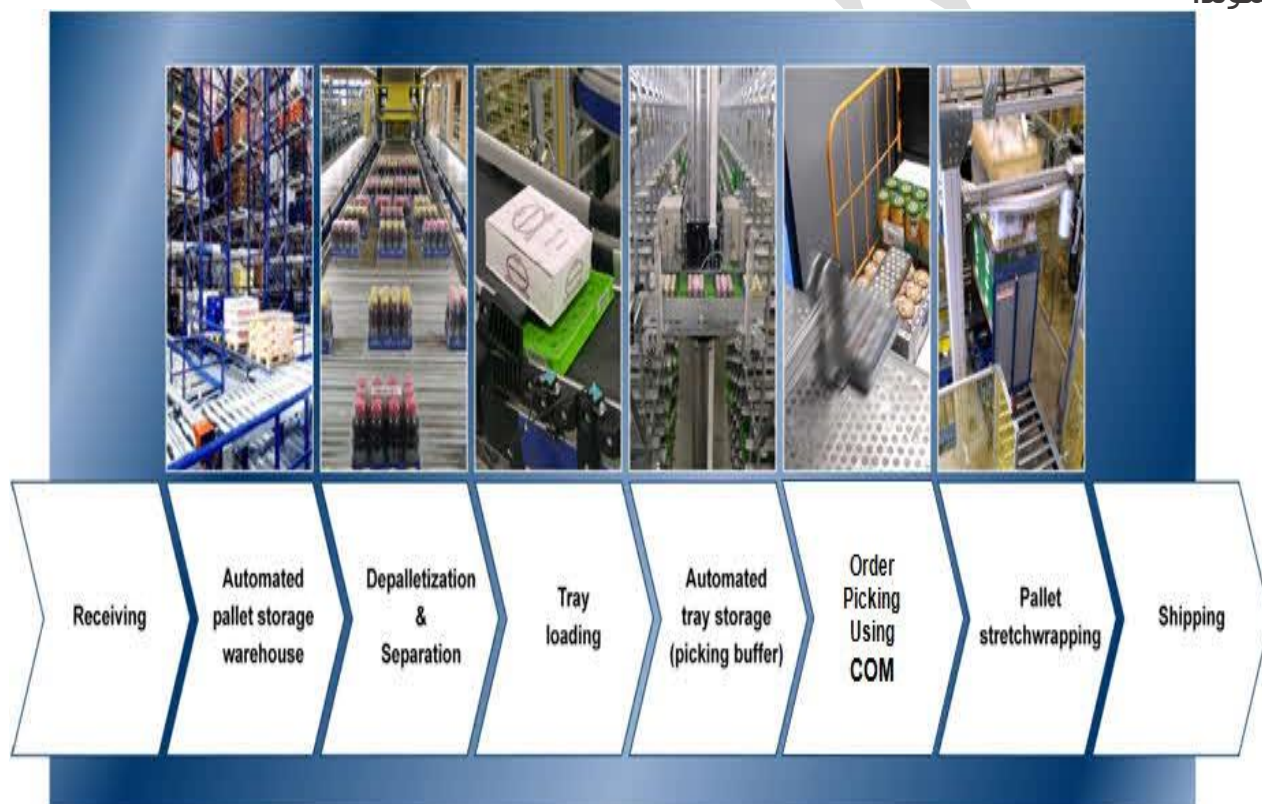 Receiving
Automated
pallet storage
warehouse
Depalletization
&
Separation
Tray
loading
Automated
tray storage
(picking buffer)
Order
Picking
Using
COM
Pallet
stretchwrapping
Shipping